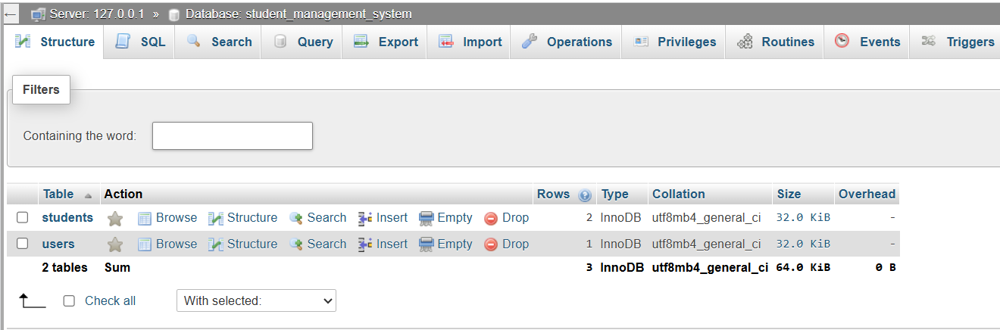 Server: 127.0.0.1 » Database: student_management_system
Structure SQL Search Query Export Import Operations Privileges Routines Events Triggers
Filters
Containing the word:
Table Action Rows Type Collation Size Overhead
students Browse Structure Search Insert Empty Drop 2 InnoDB utf8mb4_general_ci 32.0 KiB -
users Browse Structure Search Insert Empty Drop 1 InnoDB utf8mb4_general_ci 32.0 KiB -
2 tables Sum 3 InnoDB utf8mb4_general_ci 64.0 KiB 0 B
Check all With selected: